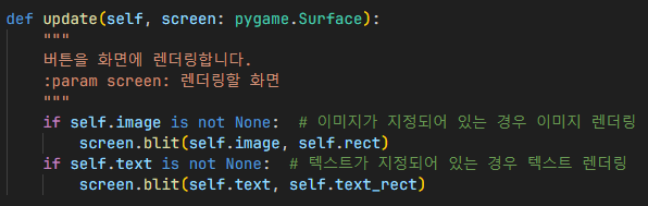 def update(self, screen: pygame.Surface):
    """
    버튼을 화면에 렌더링합니다.
    :param screen: 렌더링할 화면
    """
    if self.image is not None:  # 이미지가 지정되어 있는 경우 이미지 렌더링
        screen.blit(self.image, self.rect)
    if self.text is not None:  # 텍스트가 지정되어 있는 경우 텍스트 렌더링
        screen.blit(self.text, self.text_rect)